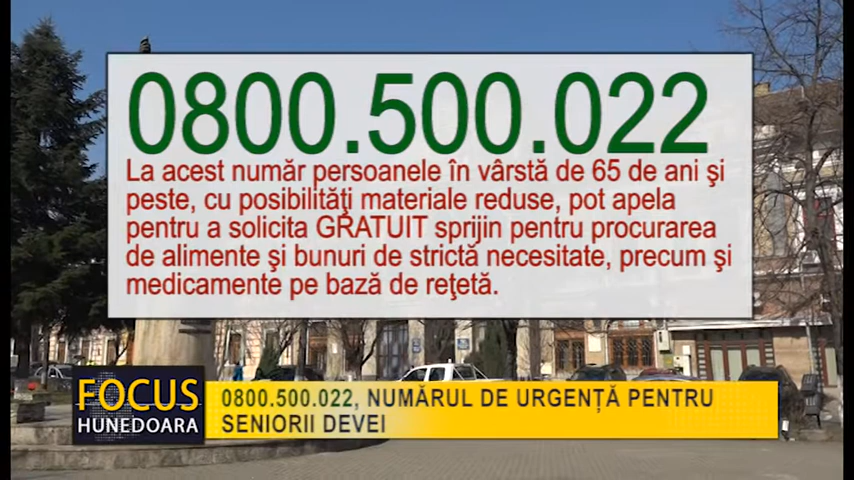 0800.500.022
La acest număr persoanele în vârstă de 65 de ani şi
peste, cu posibilităţi materiale reduse, pot apela
pentru a solicita GRATUIT sprijin pentru procurarea
de alimente şi bunuri de strictă necesitate, precum şi
medicamente pe bază de reţetă.
FOCUS
HUNEDOARA
0800.500.022, NUMĂRUL DE URGENȚĂ PENTRU
SENIORII DEVEI